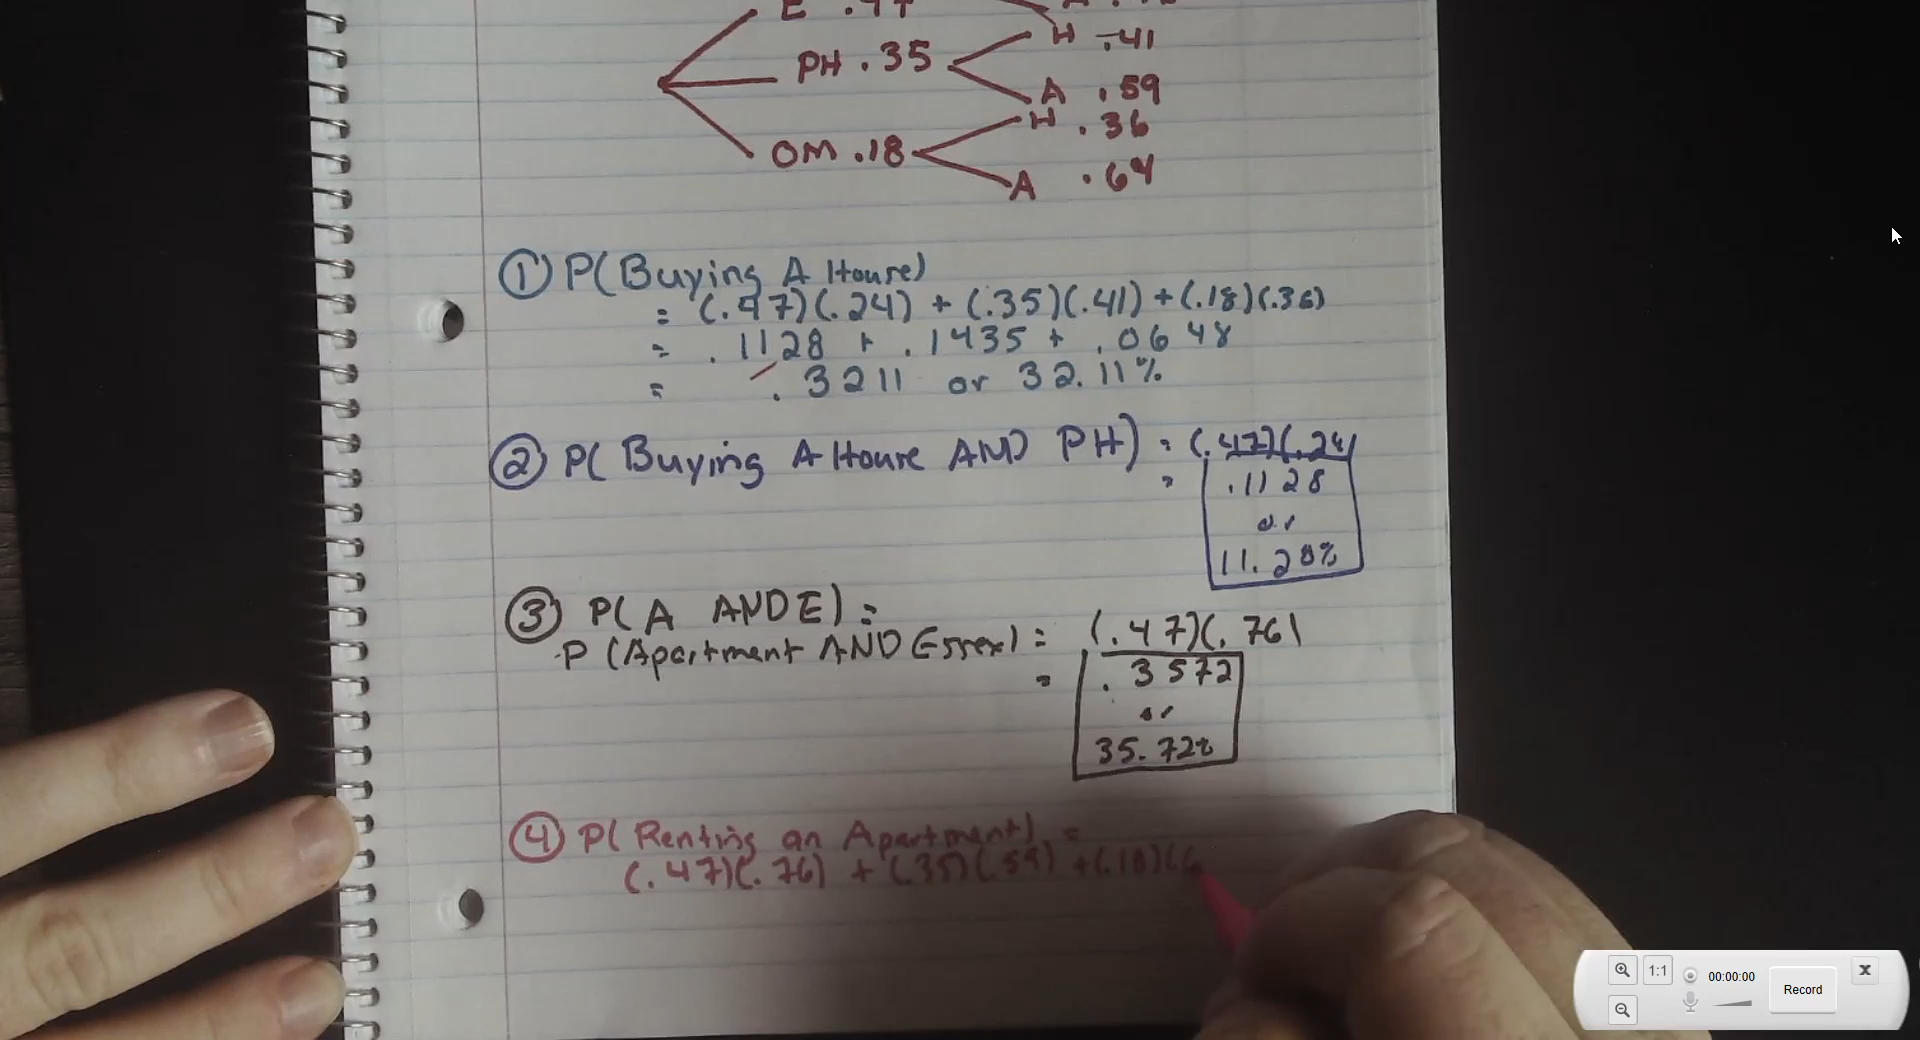 E .47
PH .35
H .41
A .59
OM .18
H .36
A .64
① P(Buying A House)
= (.47)(.24) + (.35)(.41) + (.18)(.36)
= .1128 + .1435 + .0648
= .3211 or 32.11%
② P(Buying A House AND PH) = (.47)(.24)
= .1128
or
11.28%
③ P(A AND E) =
P(Apartment AND Essex) = (.47)(.76)
= .3572
or
35.72%
④ P(Renting an Apartment) =
(.47)(.76) + (.35)(.59) + (.18)(.6
1:1
00:00:00
Record